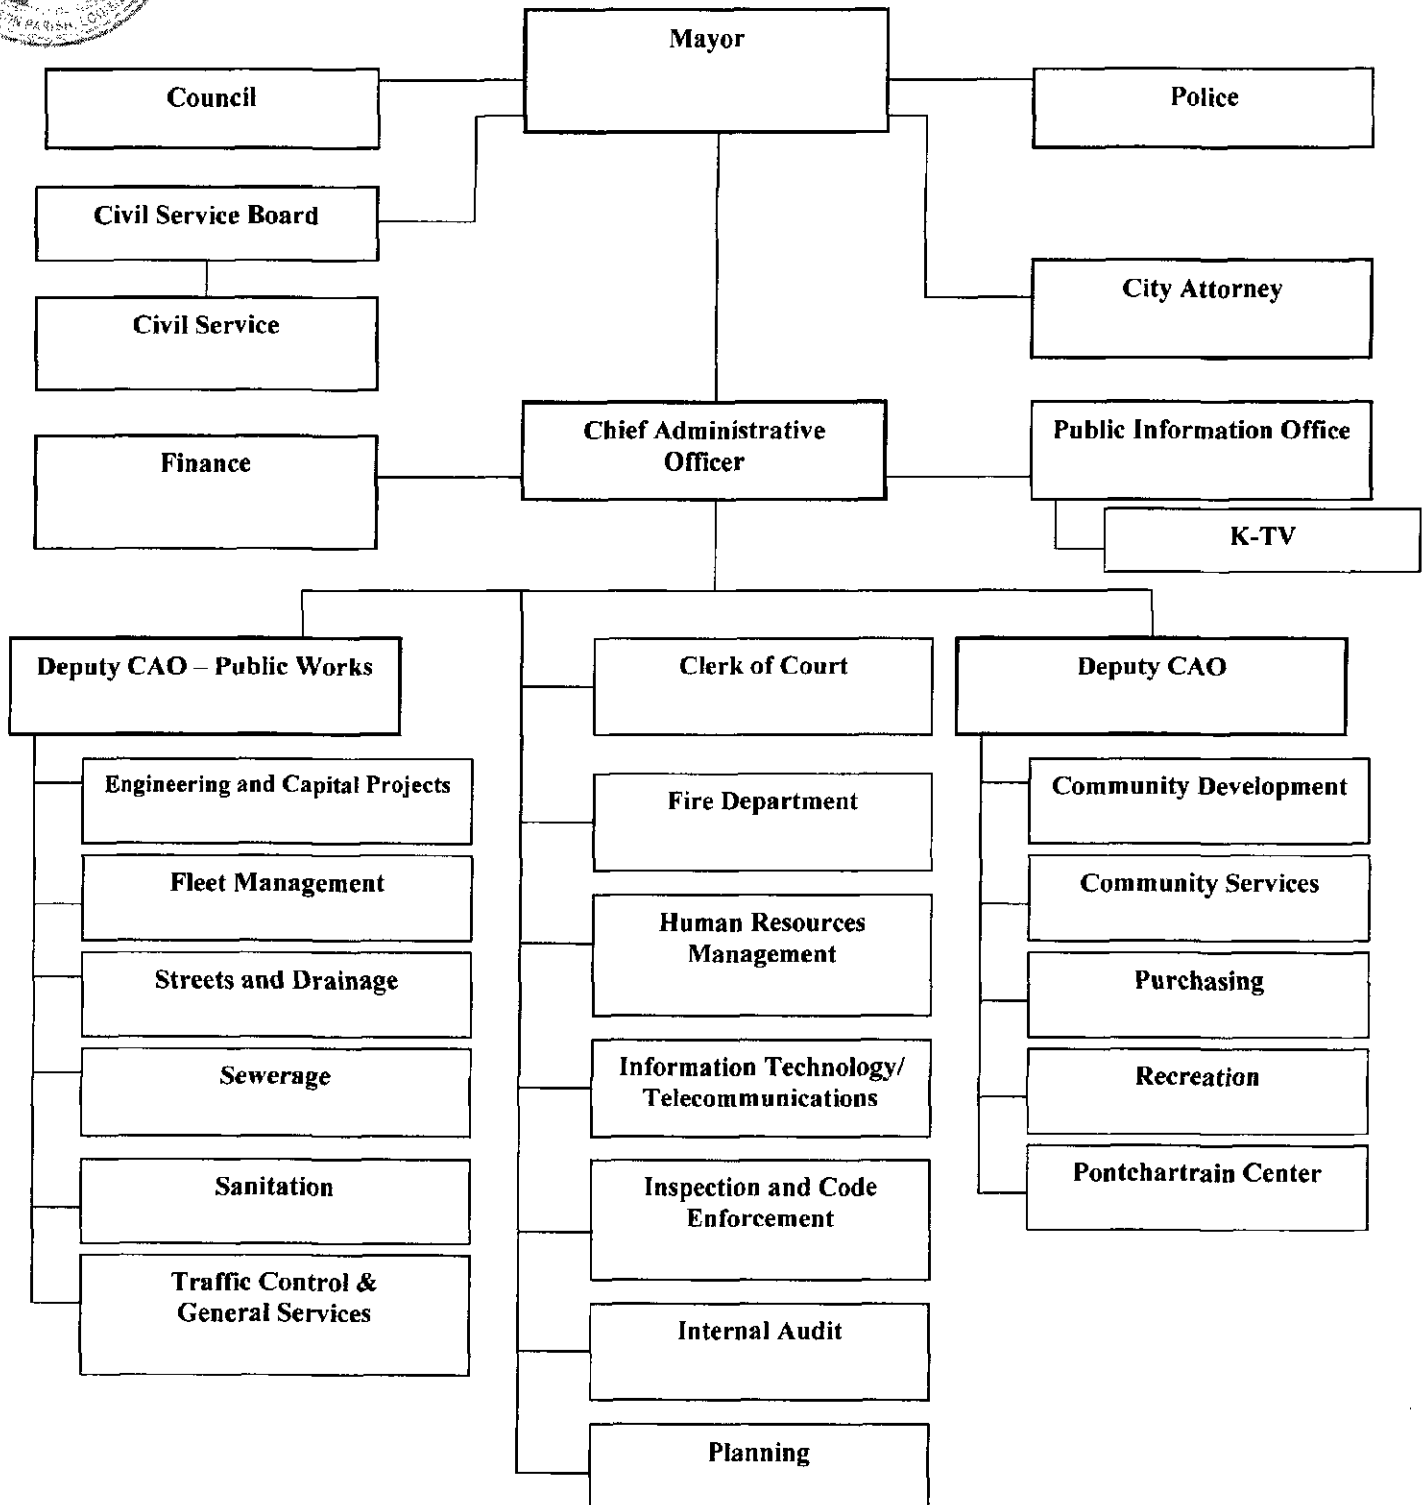 ON PARISH, LOUISI
Mayor
Council
Police
Civil Service Board
City Attorney
Civil Service
Chief Administrative
Officer
Public Information Office
Finance
K-TV
Deputy CAO – Public Works
Clerk of Court
Deputy CAO
Engineering and Capital Projects
Community Development
Fire Department
Fleet Management
Community Services
Human Resources
Management
Streets and Drainage
Purchasing
Sewerage
Information Technology/
Telecommunications
Recreation
Sanitation
Inspection and Code
Enforcement
Pontchartrain Center
Traffic Control &
General Services
Internal Audit
Planning